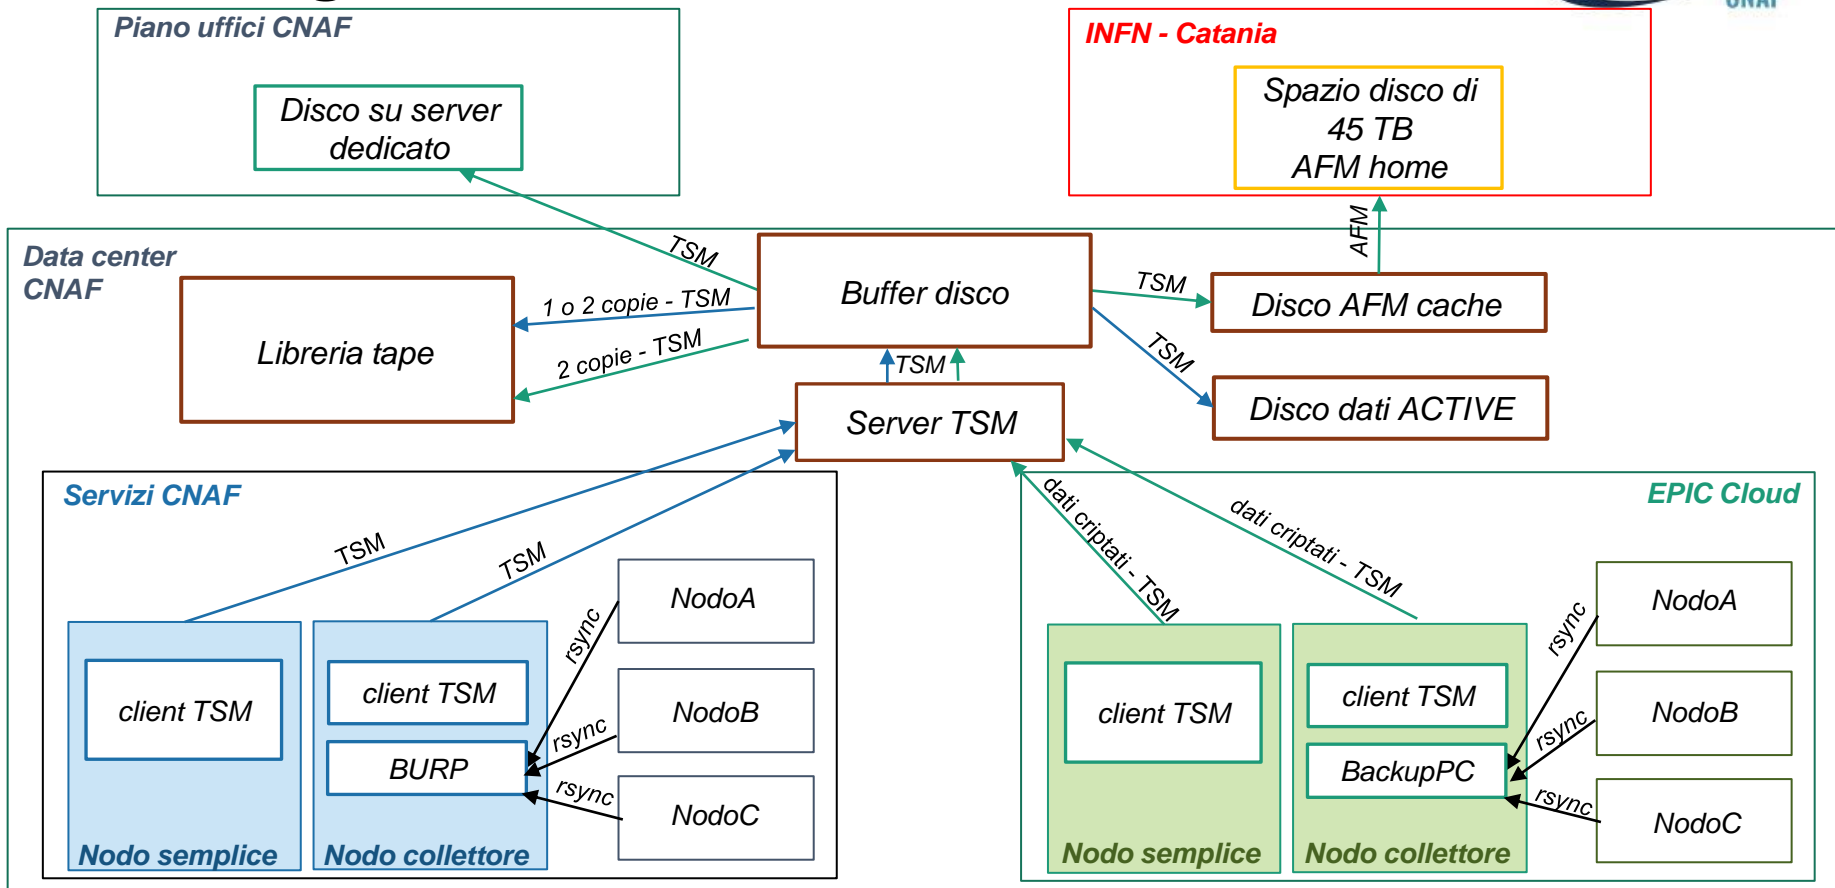 CNAF
Piano uffici CNAF
Disco su server
dedicato
INFN - Catania
Spazio disco di
45 TB
AFM home
AFM
Data center
CNAF
TSM
Buffer disco
TSM
Disco AFM cache
1 o 2 copie - TSM
Libreria tape
2 copie - TSM
TSM
TSM
Disco dati ACTIVE
Server TSM
Servizi CNAF
TSM
TSM
client TSM
Nodo semplice
client TSM
BURP
Nodo collettore
rsync
rsync
rsync
NodoA
NodoB
NodoC
EPIC Cloud
dati criptati - TSM
dati criptati - TSM
client TSM
Nodo semplice
client TSM
BackupPC
Nodo collettore
rsync
rsync
rsync
NodoA
NodoB
NodoC